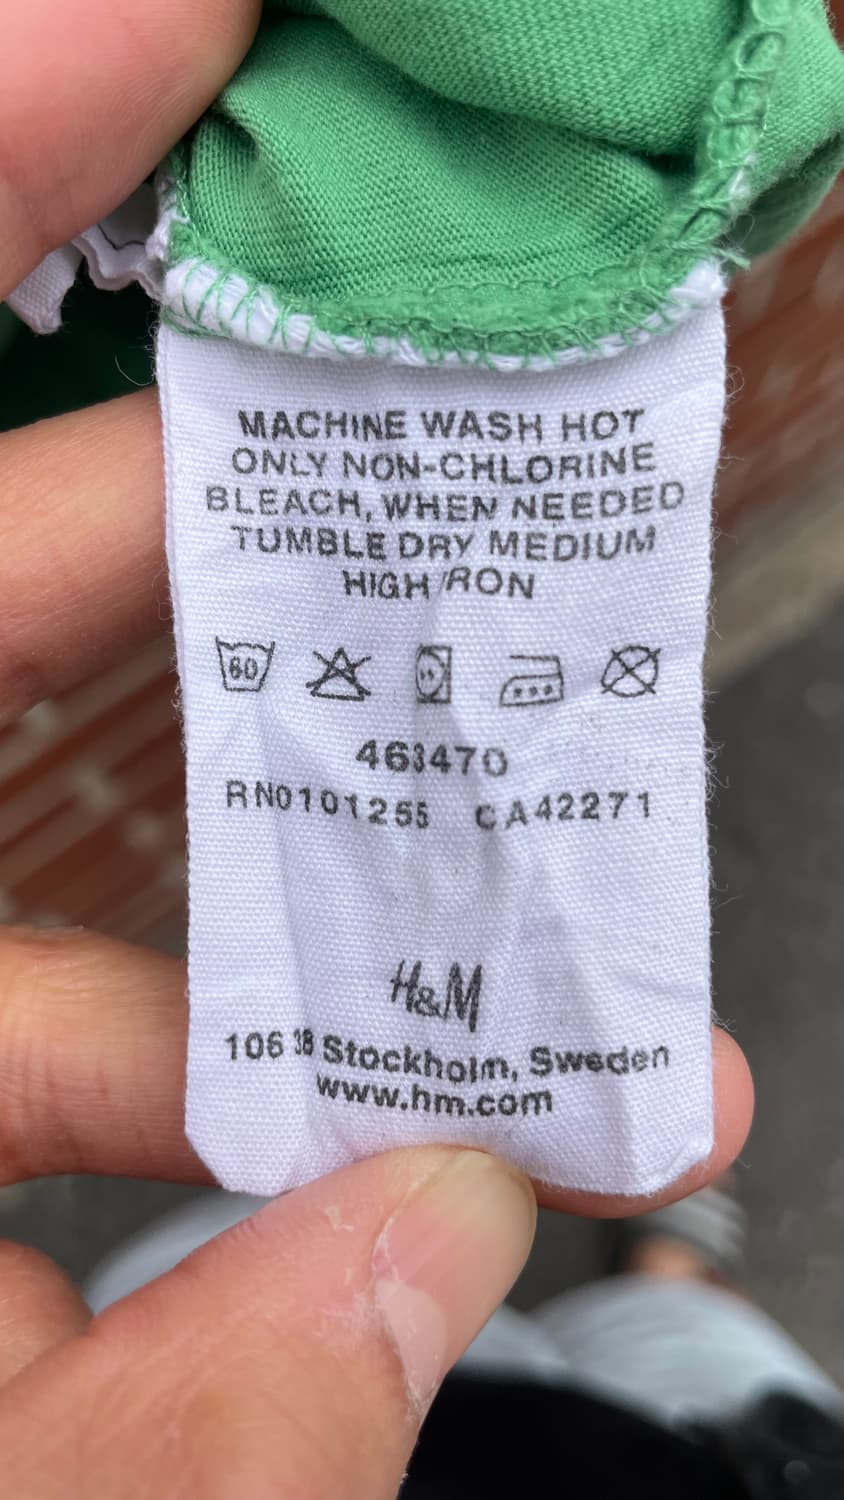 MACHINE WASH HOT
ONLY NON-CHLORINE
BLEACH, WHEN NEEDED
TUMBLE DRY MEDIUM
HIGH IRON
60
463470
RN0101255 CA42271
H&M
106 38 Stockholm, Sweden
www.hm.com